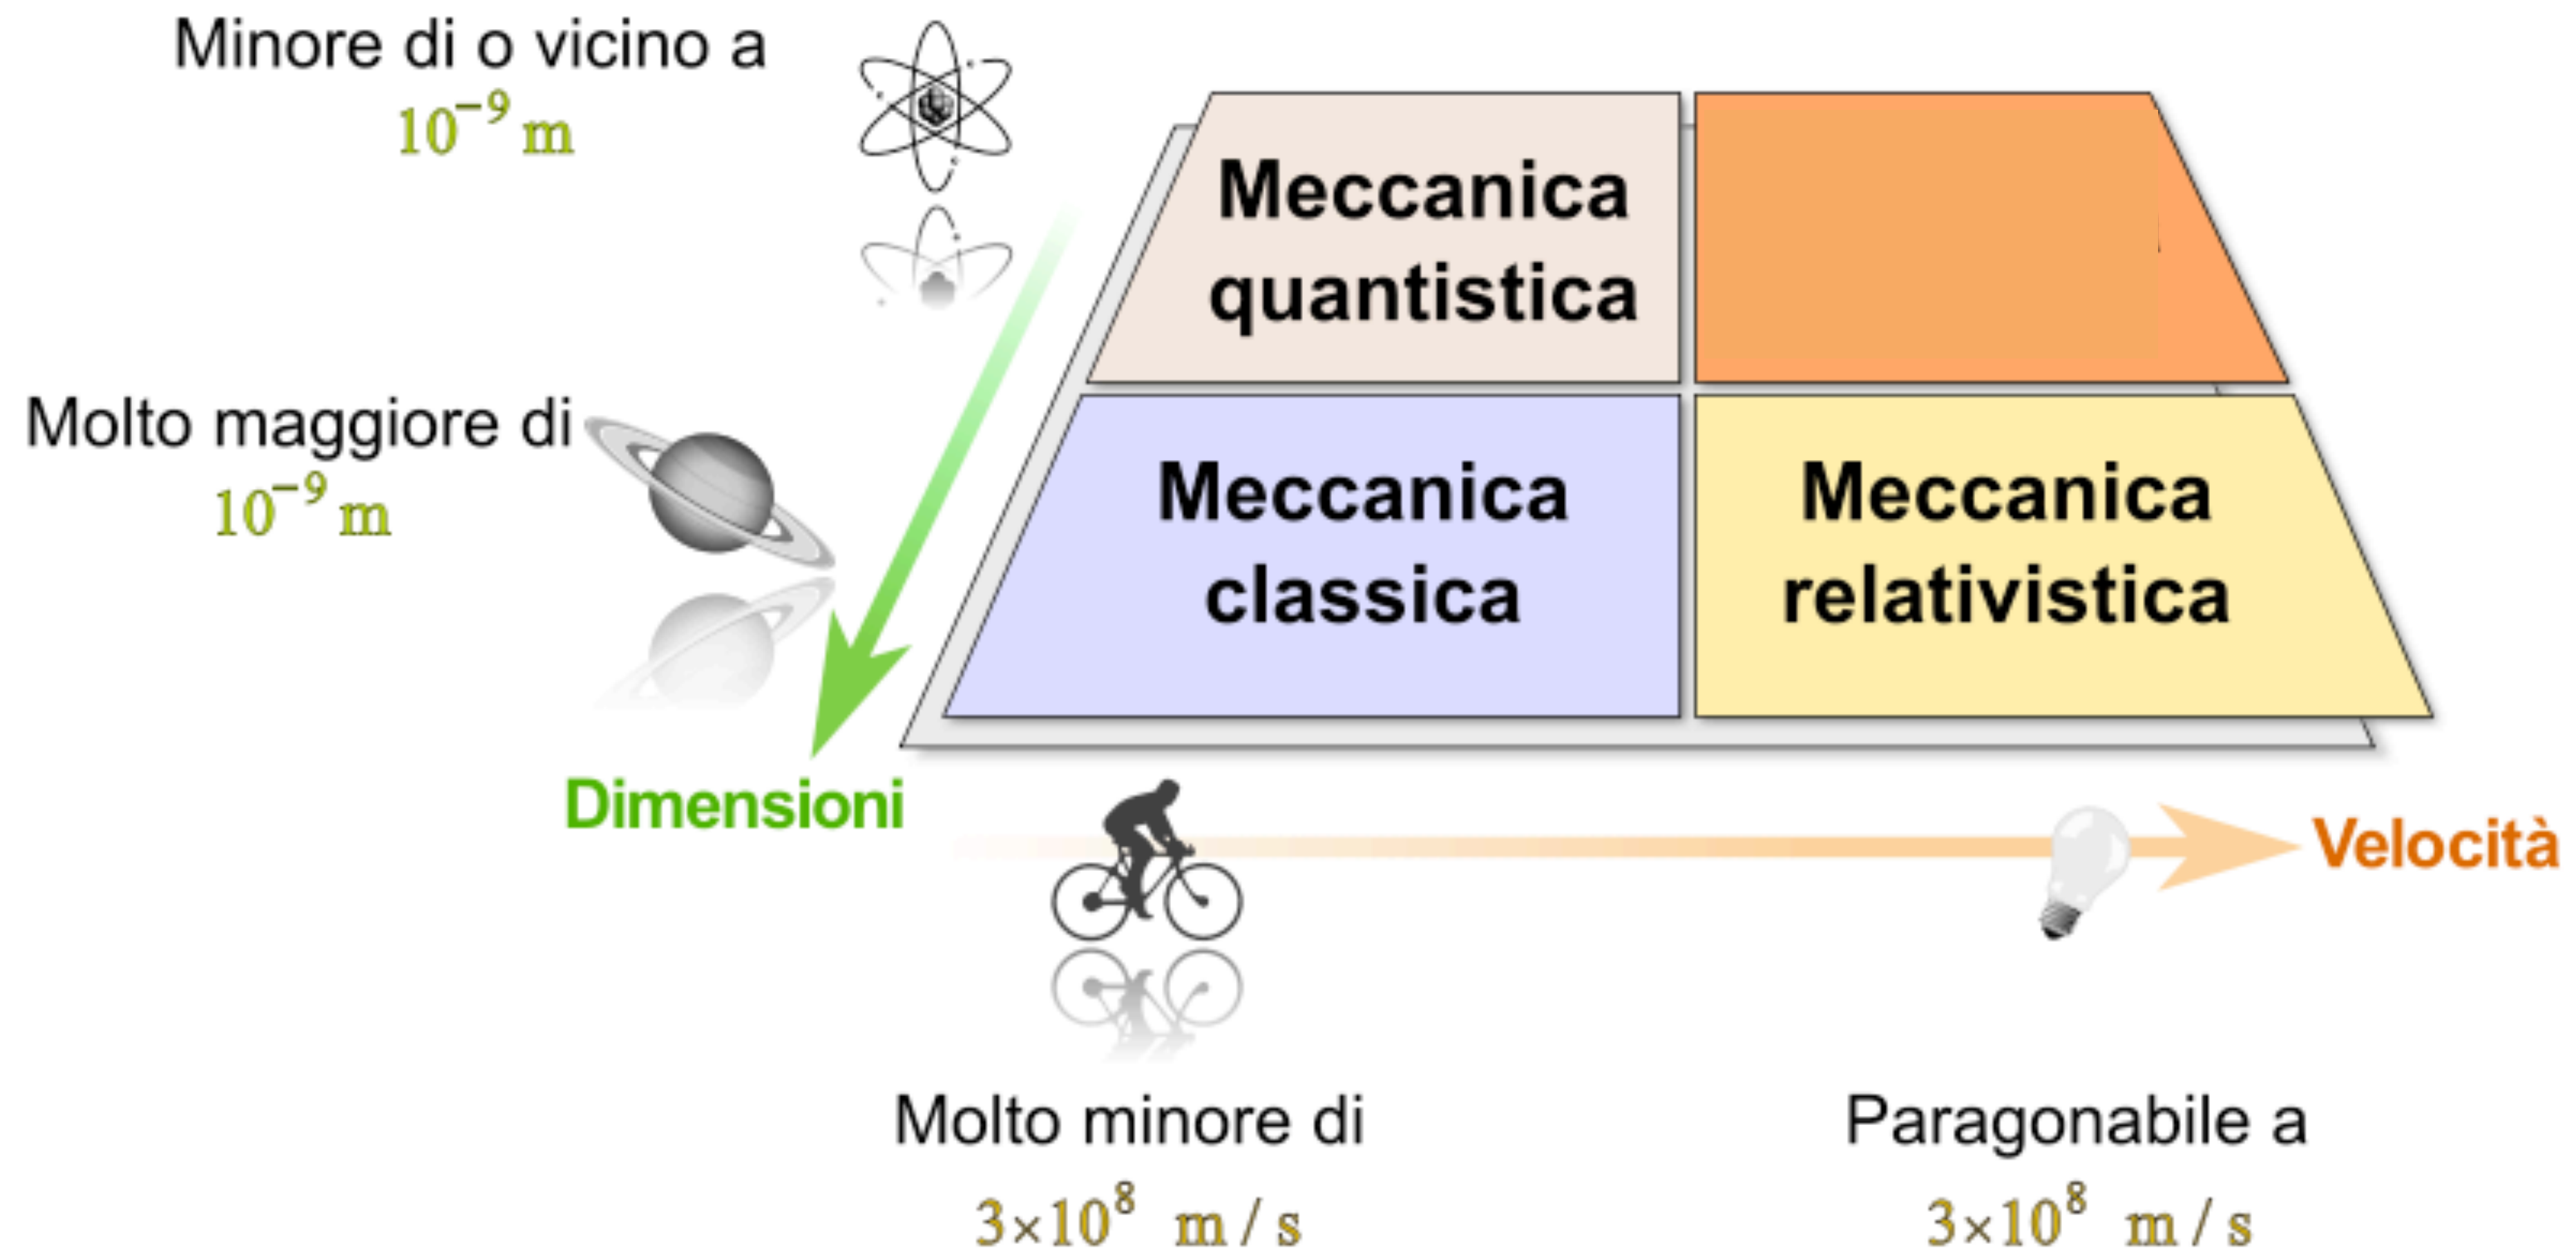 Minore di o vicino a
10⁻⁹ m
Meccanica
quantistica
Molto maggiore di
10⁻⁹ m
Meccanica
classica
Meccanica
relativistica
Dimensioni
Velocità
Molto minore di
3×10⁸ m / s
Paragonabile a
3×10⁸ m / s